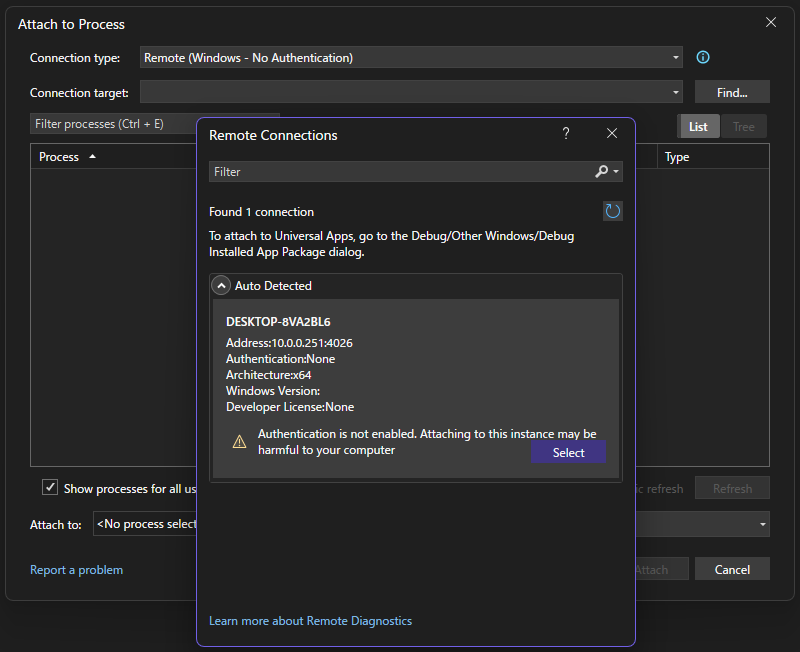 Attach to Process
Connection type: Remote (Windows - No Authentication)
Connection target: Find...
Filter processes (Ctrl + E)
List Tree
Process Type
Remote Connections ?
Filter
Found 1 connection
To attach to Universal Apps, go to the Debug/Other Windows/Debug
Installed App Package dialog.
Auto Detected
DESKTOP-8VA2BL6
Address:10.0.0.251:4026
Authentication:None
Architecture:x64
Windows Version:
Developer License:None
Authentication is not enabled. Attaching to this instance may be
harmful to your computer
Select
Show processes for all us
ic refresh Refresh
Attach to: <No process select
Report a problem
Attach Cancel
Learn more about Remote Diagnostics